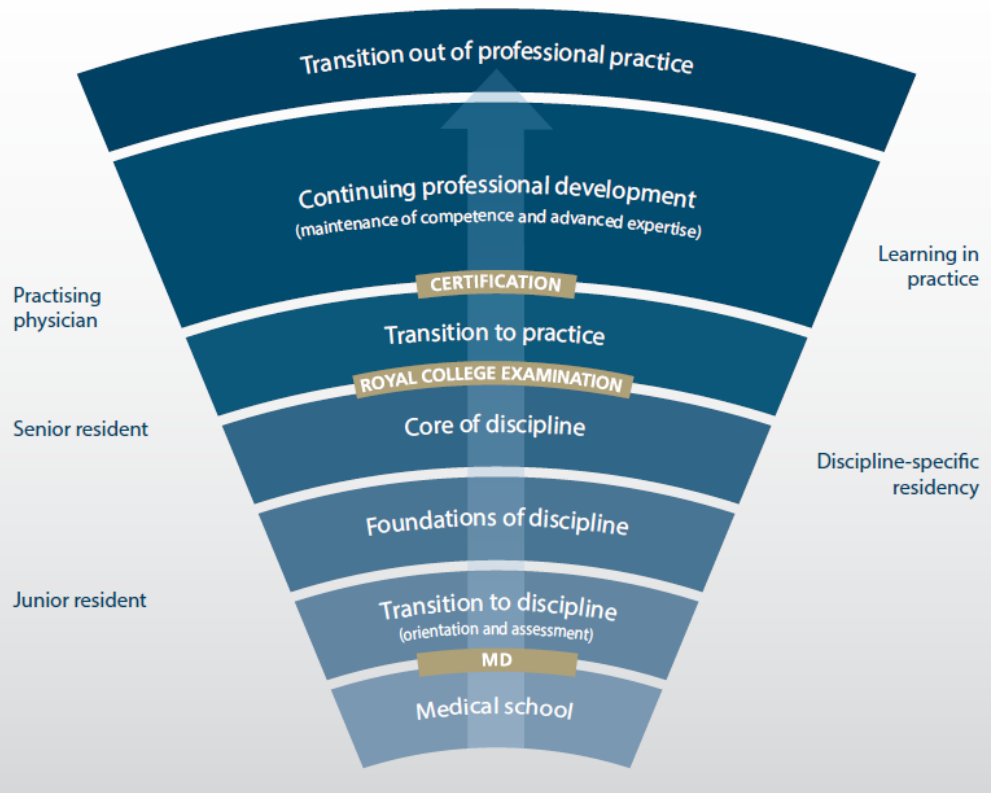 Transition out of professional practice
Continuing professional development
(maintenance of competence and advanced expertise)
Learning in
practice
CERTIFICATION
Practising
physician
Transition to practice
ROYAL COLLEGE EXAMINATION
Senior resident
Core of discipline
Discipline-specific
residency
Foundations of discipline
Junior resident
Transition to discipline
(orientation and assessment)
MD
Medical school